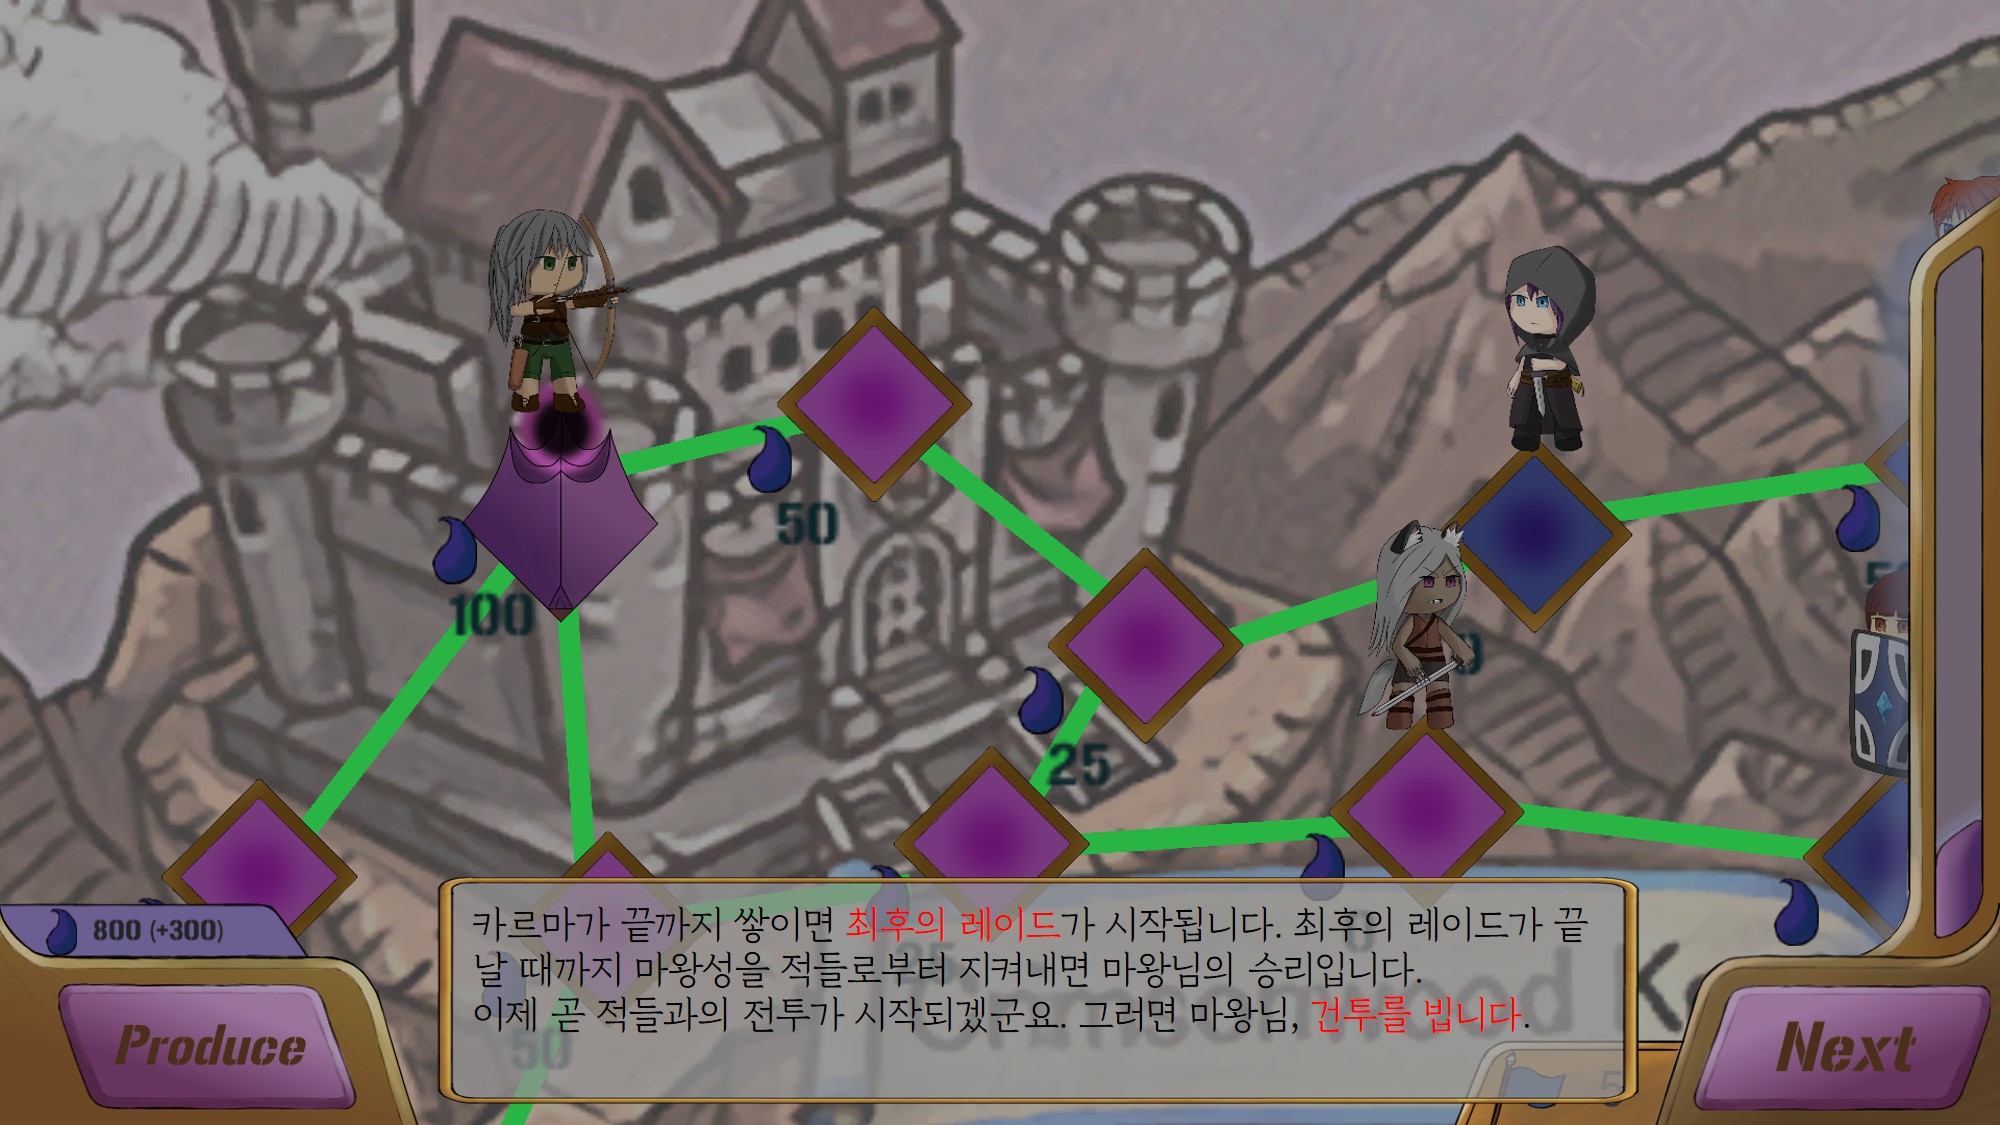 50
100
25
800 (+300)
카르마가 끝까지 쌓이면 최후의 레이드가 시작됩니다. 최후의 레이드가 끝
날 때까지 마왕성을 적들로부터 지켜내면 마왕님의 승리입니다.
이제 곧 적들과의 전투가 시작되겠군요. 그러면 마왕님, 건투를 빕니다.
Produce
50
Next